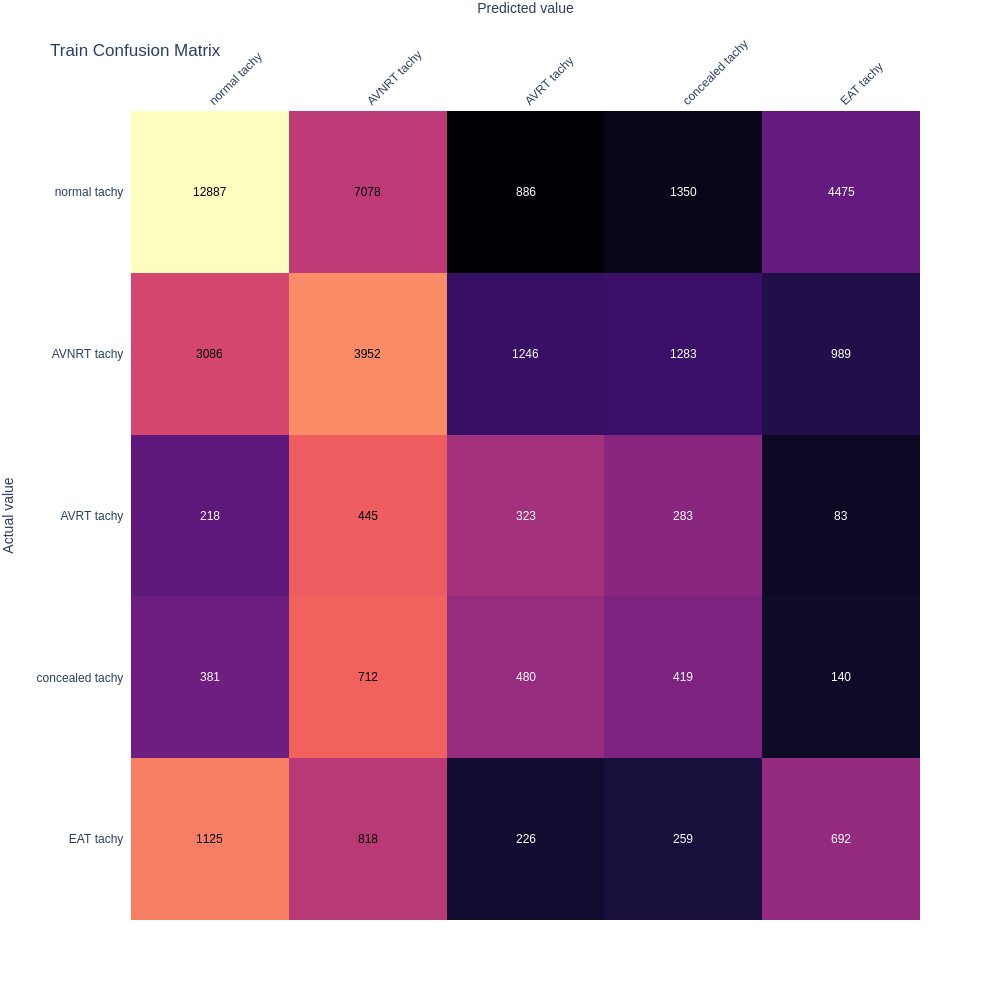 Predicted value
Train Confusion Matrix
normal tachy AVNRT tachy AVRT tachy concealed tachy EAT tachy
normal tachy 12887 7078 886 1350 4475
AVNRT tachy 3086 3952 1246 1283 989
AVRT tachy 218 445 323 283 83
Actual value
concealed tachy 381 712 480 419 140
EAT tachy 1125 818 226 259 692